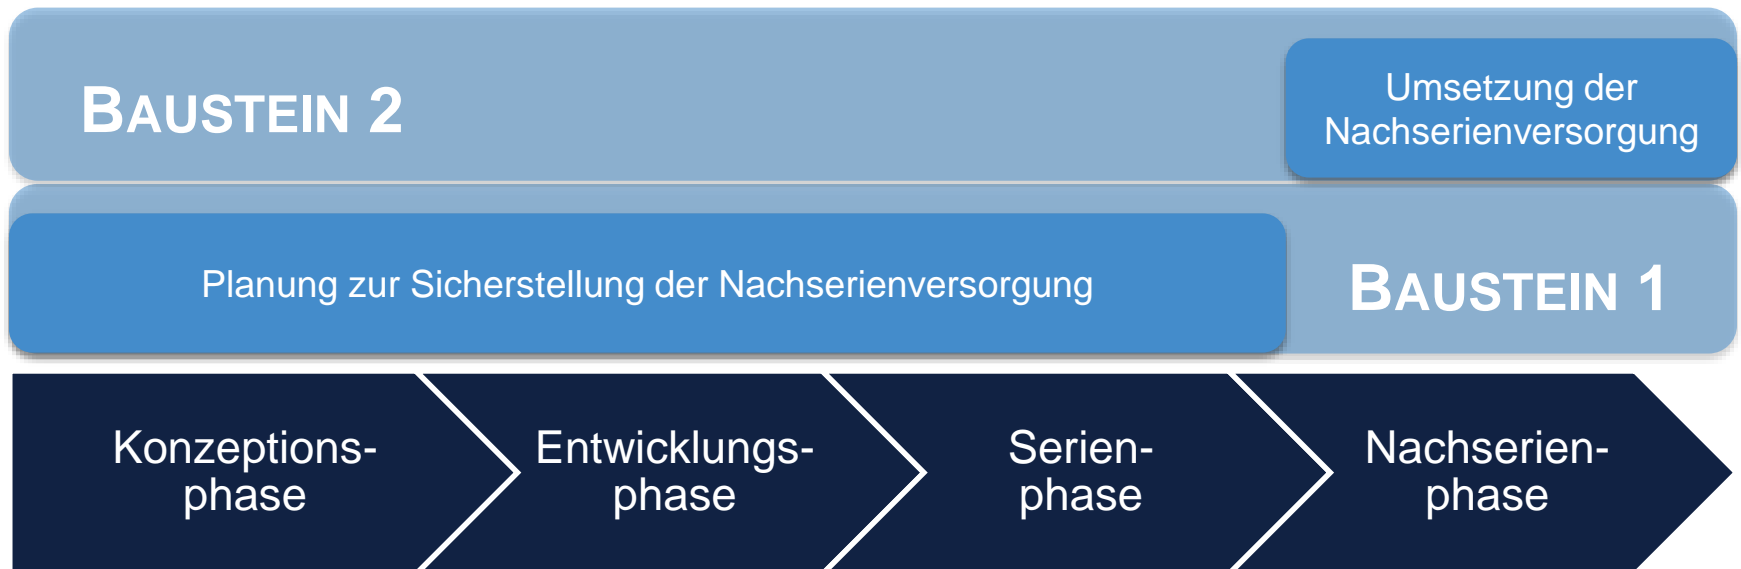 BAUSTEIN 2
Umsetzung der
Nachserienversorgung
Planung zur Sicherstellung der Nachserienversorgung
BAUSTEIN 1
Konzeptions-
phase
Entwicklungs-
phase
Serien-
phase
Nachserien-
phase